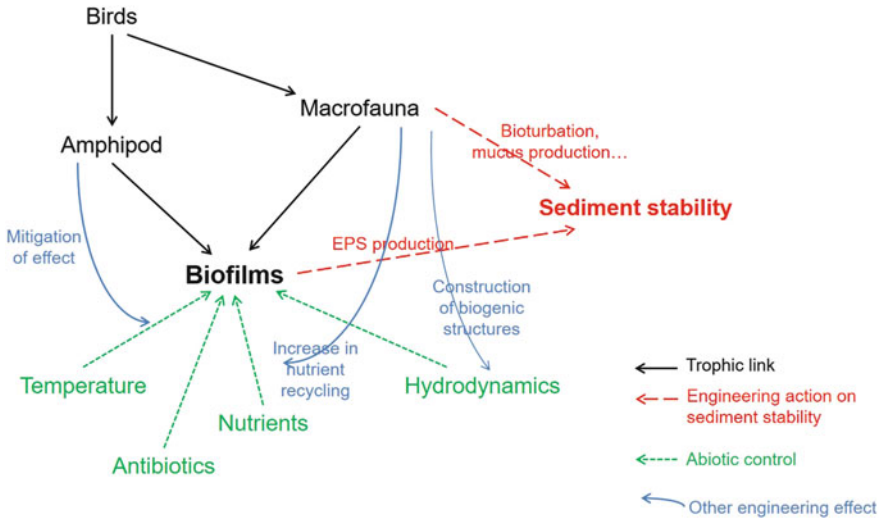 Birds
Macrofauna
Amphipod
Bioturbation,
mucus production…
Sediment stability
Mitigation
of effect
EPS production
Biofilms
Construction
of biogenic
structures
Increase in
nutrient
recycling
Temperature
Hydrodynamics
Nutrients
Antibiotics
Trophic link
Engineering action on
sediment stability
Abiotic control
Other engineering effect